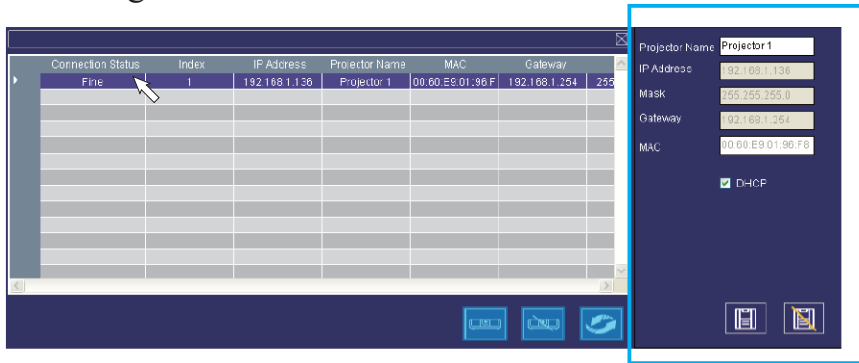 Connection Status Index IP Address Projector Name MAC Gateway
Fine 1 192.168.1.136 Projector 1 00:60:E9:01:96:F 192.168.1.254 255
Projector Name Projector 1
IP Address 192.168.1.136
Mask 255.255.255.0
Gateway 192.168.1.254
MAC 00:60:E9:01:96:F8
DHCP